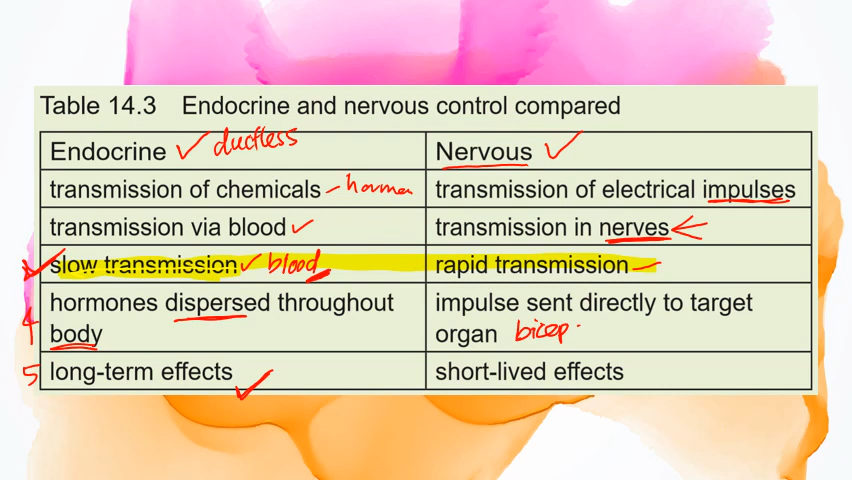 Table 14.3 Endocrine and nervous control compared
Endocrine ductless
Nervous
transmission of chemicals
transmission of electrical impulses
transmission via blood
transmission in nerves
slow transmission blood
rapid transmission
hormones dispersed throughout
body
impulse sent directly to target
organ bicep
4
5 long-term effects
short-lived effects